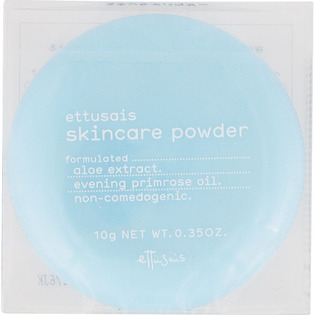 ettusais
skincare powder
formulated
aloe extract.
evening primrose oil.
non-comedogenic.
10g NET WT.0.35OZ.
ettusais